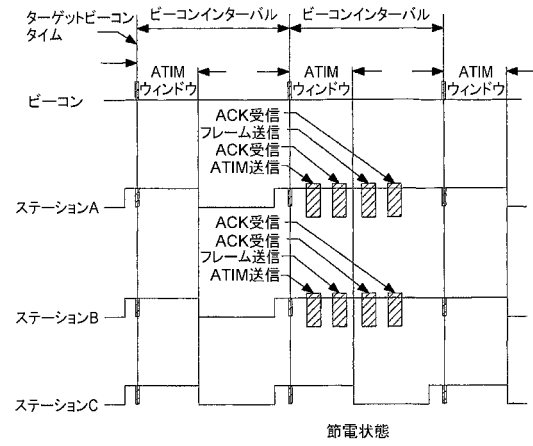 ターゲットビーコン
タイム
ビーコンインターバル
ビーコンインターバル
ATIM
ウィンドウ
ATIM
ウィンドウ
ATIM
ウィンドウ
ビーコン
ACK受信
フレーム送信
ACK受信
ATIM送信
ステーションA
ACK受信
ACK受信
フレーム送信
ATIM送信
ステーションB
ステーションC
節電状態